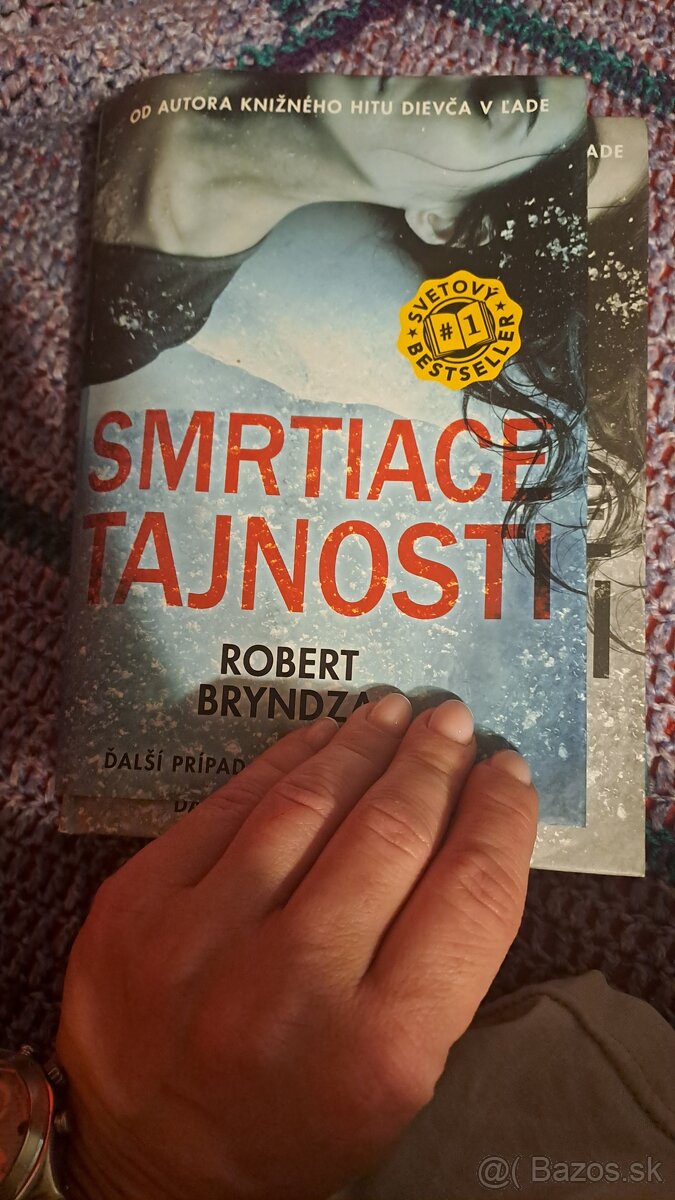 OD AUTORA KNIŽNÉHO HITU DIEVČA V ĽADE
ADE
SVETOVÝ
#1
BESTSELLER
SMRTIACE
TAJNOSTI
ROBERT
BRYNDZA
ĎALŠÍ PRÍPAD
@( Bazos.sk